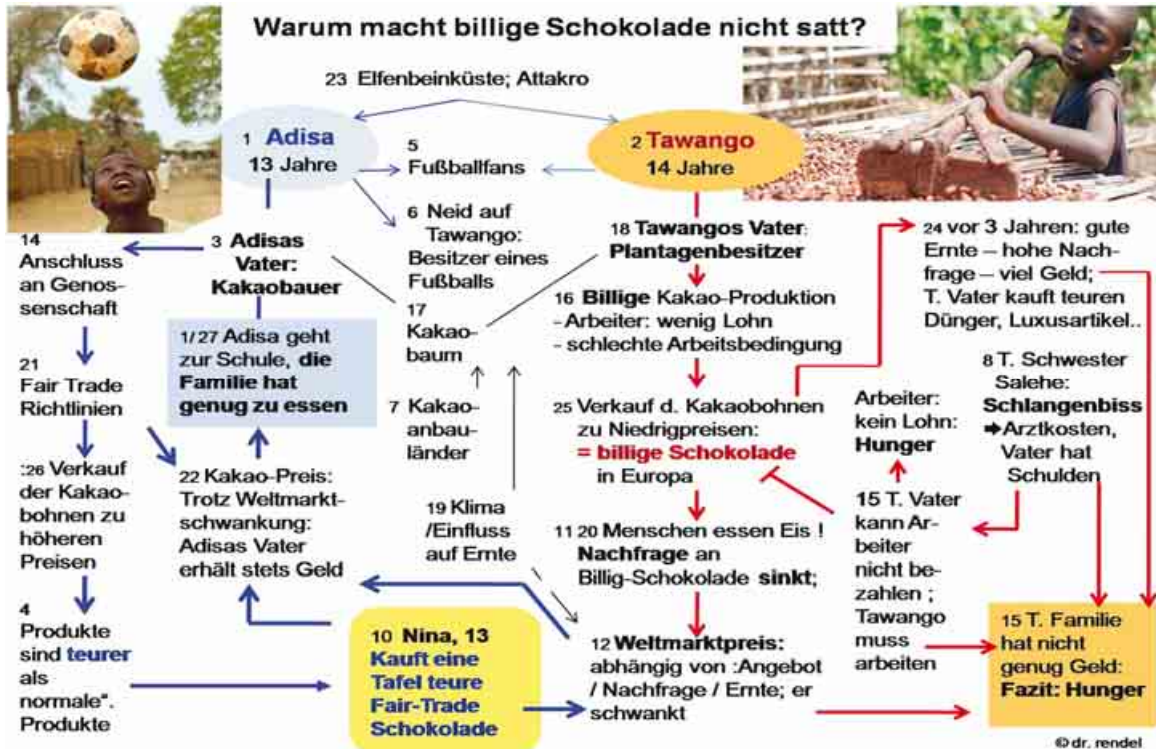 Warum macht billige Schokolade nicht satt?
23 Elfenbeinküste; Attakro
1 Adisa
13 Jahre
5
Fußballfans
2 Tawango
14 Jahre
6 Neid auf
Tawango:
Besitzer eines
Fußballs
14
Anschluss
an Genos-
senschaft
3 Adisas
Vater:
Kakaobauer
18 Tawangos Vater:
Plantagenbesitzer
24 vor 3 Jahren: gute
Ernte – hohe Nach-
frage – viel Geld;
T. Vater kauft teuren
Dünger, Luxusartikel..
1/27 Adisa geht
zur Schule, die
Familie hat
genug zu essen
17
Kakao-
baum
16 Billige Kakao-Produktion
- Arbeiter: wenig Lohn
- schlechte Arbeitsbedingung
21
Fair Trade
Richtlinien
7 Kakao-
anbau-
länder
25 Verkauf d. Kakaobohnen
zu Niedrigpreisen:
= billige Schokolade
in Europa
Arbeiter:
kein Lohn:
Hunger
8 T. Schwester
Salehe:
Schlangenbiss
➔Arztkosten,
Vater hat
Schulden
:26 Verkauf
der Kakao-
bohnen zu
höheren
Preisen
22 Kakao-Preis:
Trotz Weltmarkt-
schwankung:
Adisas Vater
erhält stets Geld
19 Klima
/Einfluss
auf Ernte
11 20 Menschen essen Eis !
Nachfrage an
Billig-Schokolade sinkt;
15 T. Vater
kann Ar-
beiter
nicht be-
zahlen ;
Tawango
muss
arbeiten
4
Produkte
sind teurer
als
normale“.
Produkte
10 Nina, 13
Kauft eine
Tafel teure
Fair-Trade
Schokolade
12 Weltmarktpreis:
abhängig von :Angebot
/ Nachfrage / Ernte; er
schwankt
15 T. Familie
hat nicht
genug Geld:
Fazit: Hunger
© dr. rendel